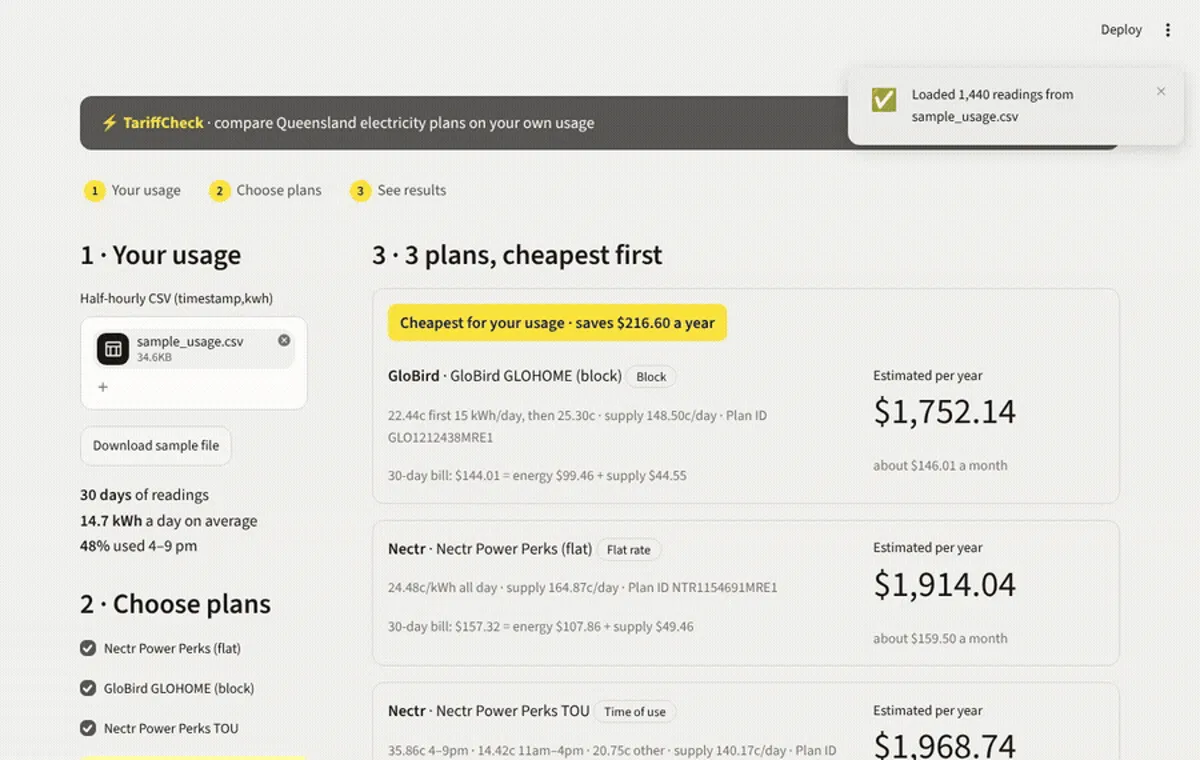 Deploy
Loaded 1,440 readings from
sample_usage.csv
⚡ TariffCheck · compare Queensland electricity plans on your own usage
1 Your usage 2 Choose plans 3 See results
1 · Your usage
Half-hourly CSV (timestamp,kwh)
sample_usage.csv
34.6KB
Download sample file
30 days of readings
14.7 kWh a day on average
48% used 4–9 pm
2 · Choose plans
Nectr Power Perks (flat)
GloBird GLOHOME (block)
Nectr Power Perks TOU
3 · 3 plans, cheapest first
Cheapest for your usage · saves $216.60 a year
GloBird · GloBird GLOHOME (block) Block
22.44c first 15 kWh/day, then 25.30c · supply 148.50c/day · Plan ID
GLO1212438MRE1
30-day bill: $144.01 = energy $99.46 + supply $44.55
Estimated per year
$1,752.14
about $146.01 a month
Nectr · Nectr Power Perks (flat) Flat rate
24.48c/kWh all day · supply 164.87c/day · Plan ID NTR1154691MRE1
30-day bill: $157.32 = energy $107.86 + supply $49.46
Estimated per year
$1,914.04
about $159.50 a month
Nectr · Nectr Power Perks TOU Time of use
35.86c 4–9pm · 14.42c 11am–4pm · 20.75c other · supply 140.17c/day · Plan ID
Estimated per year
$1,968.74